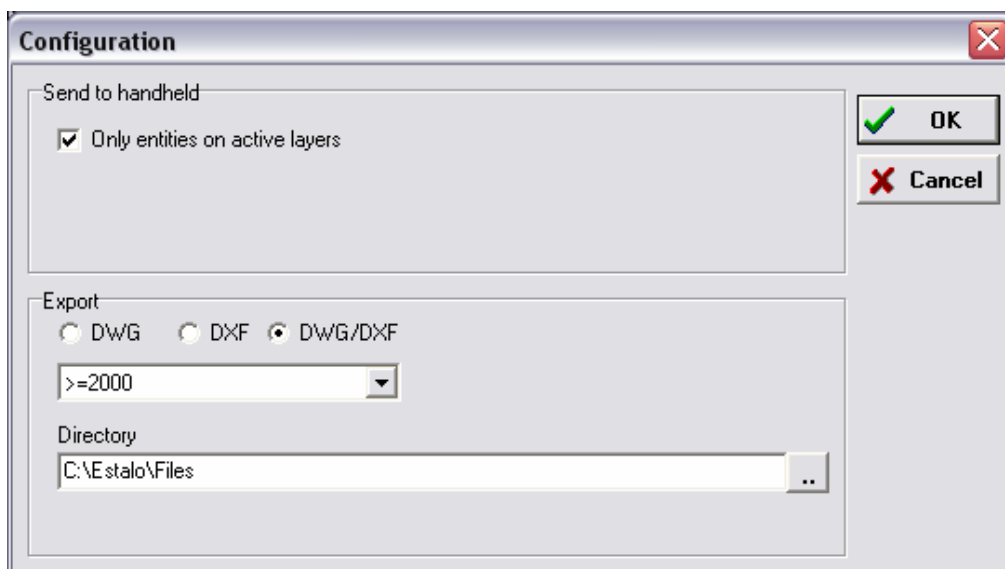 Configuration
Send to handheld
Only entities on active layers
OK
Cancel
Export
DWG DXF DWG/DXF
>=2000
Directory
C:\Estalo\Files
..